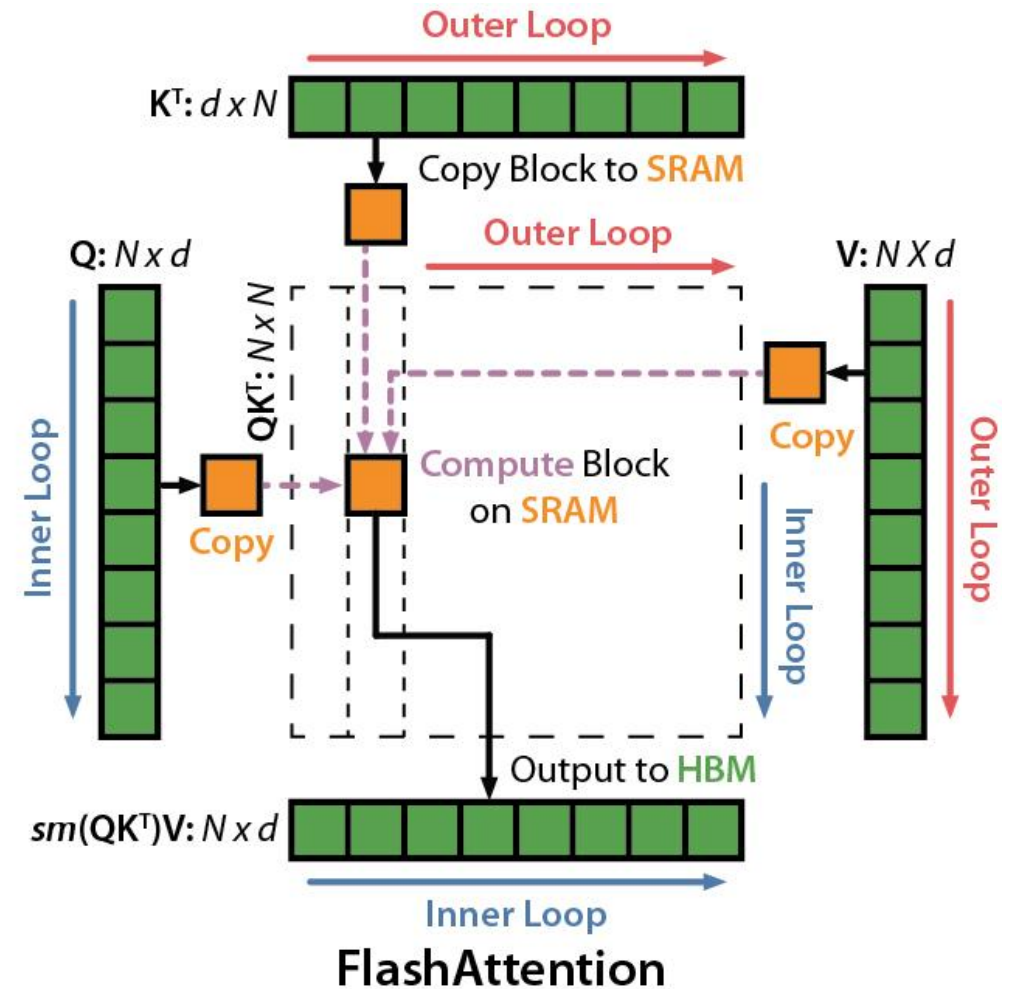 Outer Loop
Kᵀ: d x N
Copy Block to SRAM
Outer Loop
Q: N x d
V: N X d
QKᵀ: N x N
Inner Loop
Copy
Compute Block
on SRAM
Copy
Inner Loop
Outer Loop
Output to HBM
sm(QKᵀ)V: N x d
Inner Loop
FlashAttention